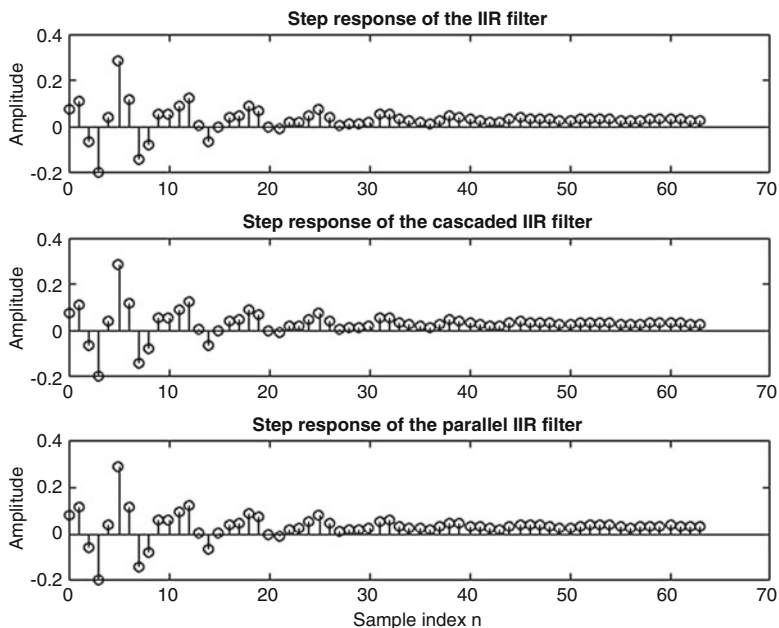 Step response of the IIR filter
0.4
0.2
0
-0.2
Amplitude
0 10 20 30 40 50 60 70
Step response of the cascaded IIR filter
0.4
0.2
0
-0.2
Amplitude
0 10 20 30 40 50 60 70
Step response of the parallel IIR filter
0.4
0.2
0
-0.2
Amplitude
0 10 20 30 40 50 60 70
Sample index n